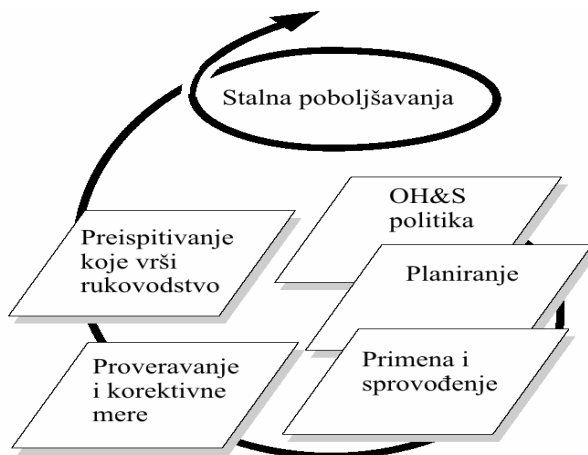 Stalna poboljšavanja
OH&S
politika
Planiranje
Primena i
sprovođenje
Proveravanje
i korektivne
mere
Preispitivanje
koje vrši
rukovodstvo